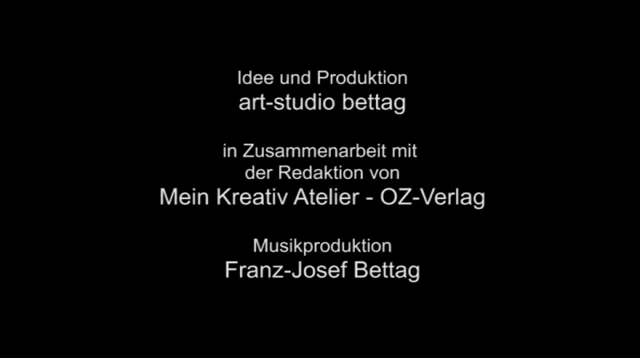 Idee und Produktion
art-studio bettag
in Zusammenarbeit mit
der Redaktion von
Mein Kreativ Atelier - OZ-Verlag
Musikproduktion
Franz-Josef Bettag